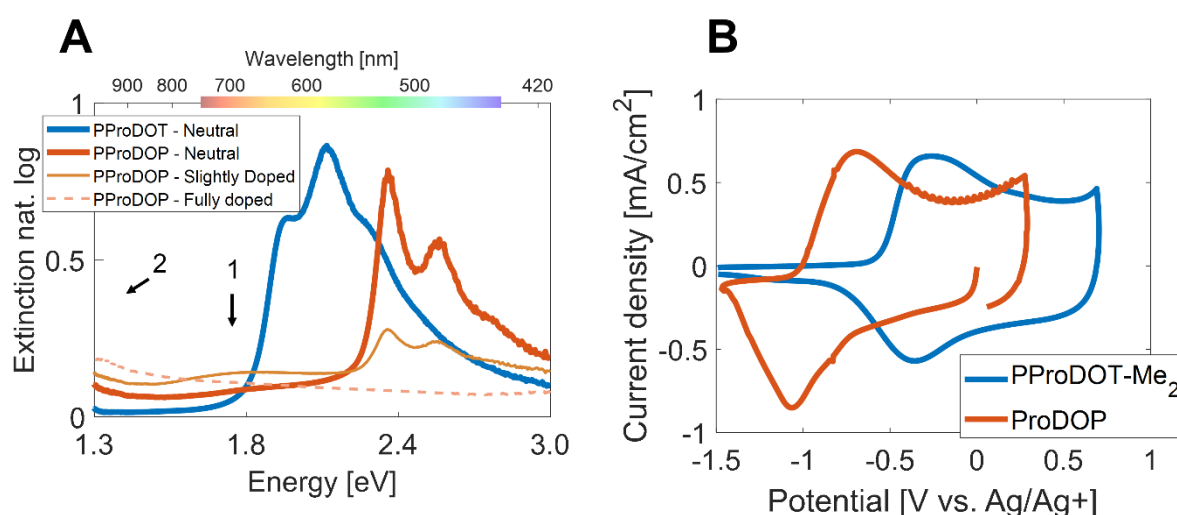 A
Wavelength [nm]
900 800 700 600 500 420
1
0.5
0
Extinction nat. log
PProDOT - Neutral
PProDOP - Neutral
PProDOP - Slightly Doped
PProDOP - Fully doped
2
1
1.3 1.8 2.4 3.0
Energy [eV]
B
1
0.5
0
-0.5
-1
Current density [mA/cm²]
PProDOT-Me₂
ProDOP
-1.5 -1 -0.5 0 0.5 1
Potential [V vs. Ag/Ag+]